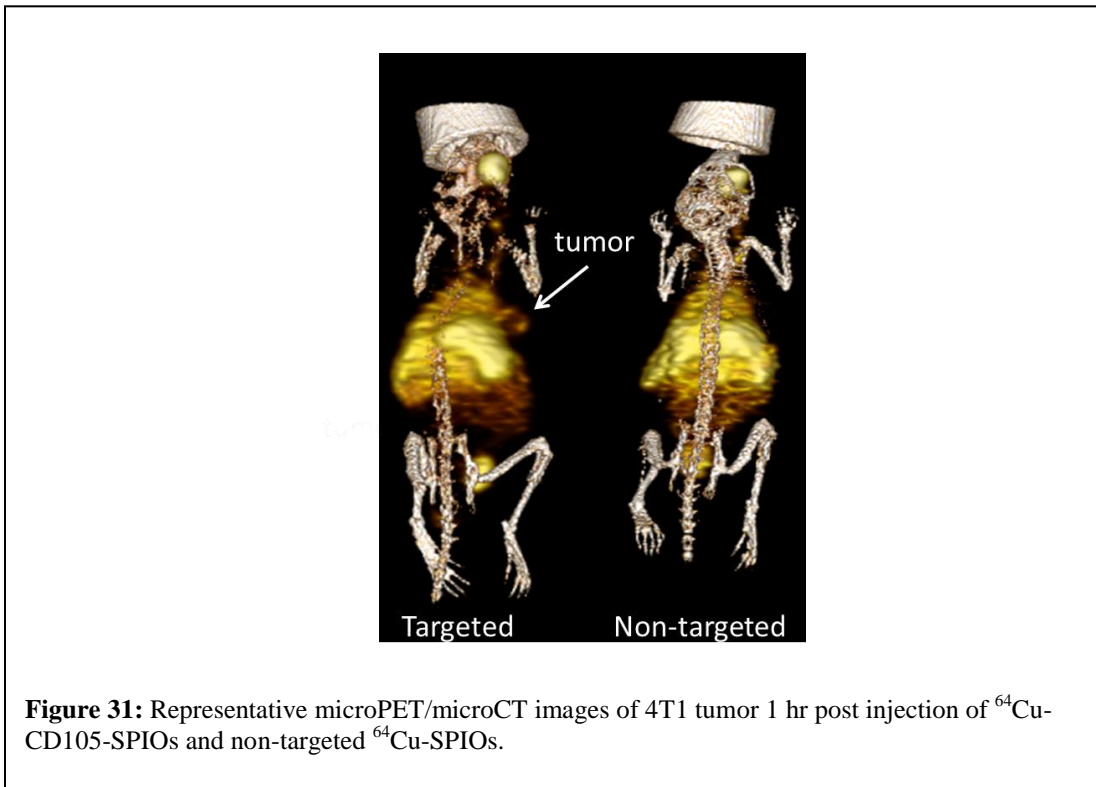 tumor
Targeted Non-targeted
Figure 31: Representative microPET/microCT images of 4T1 tumor 1 hr post injection of ⁶⁴Cu-
CD105-SPIOs and non-targeted ⁶⁴Cu-SPIOs.